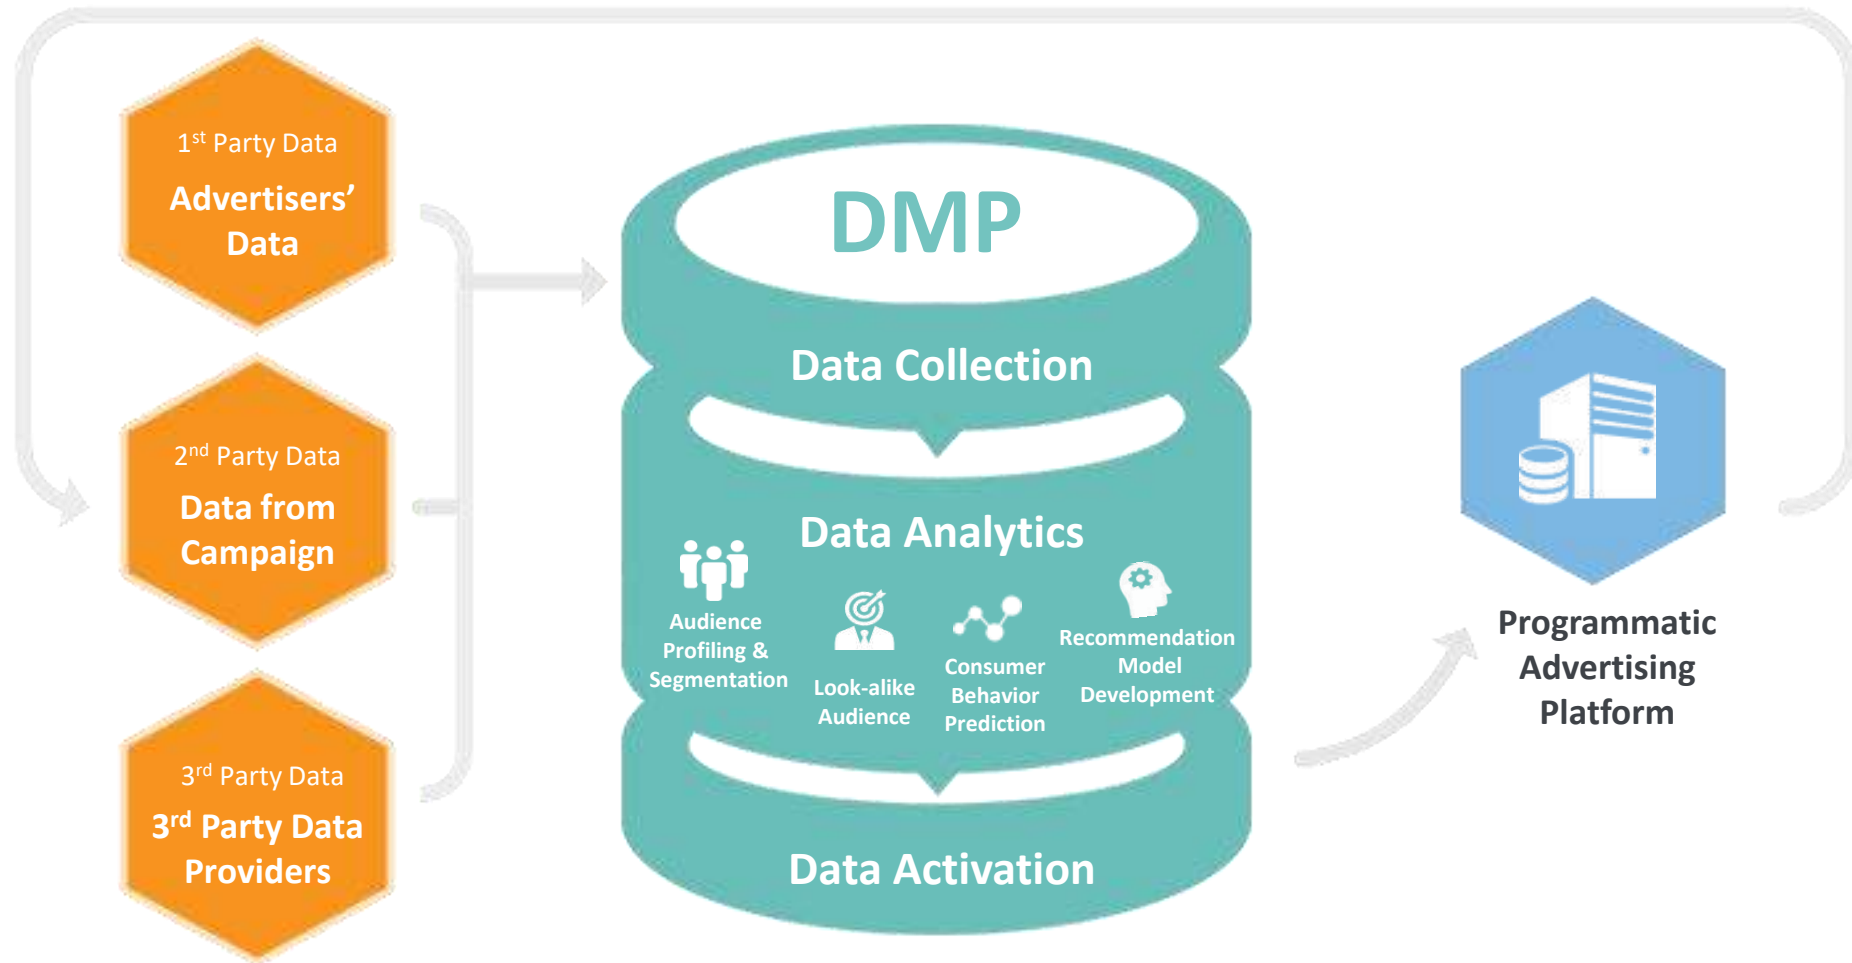 1st Party Data
Advertisers’
Data
2nd Party Data
Data from
Campaign
3rd Party Data
3rd Party Data
Providers
DMP
Data Collection
Data Analytics
Audience
Profiling &
Segmentation
Look-alike
Audience
Consumer
Behavior
Prediction
Recommendation
Model
Development
Data Activation
Programmatic
Advertising
Platform